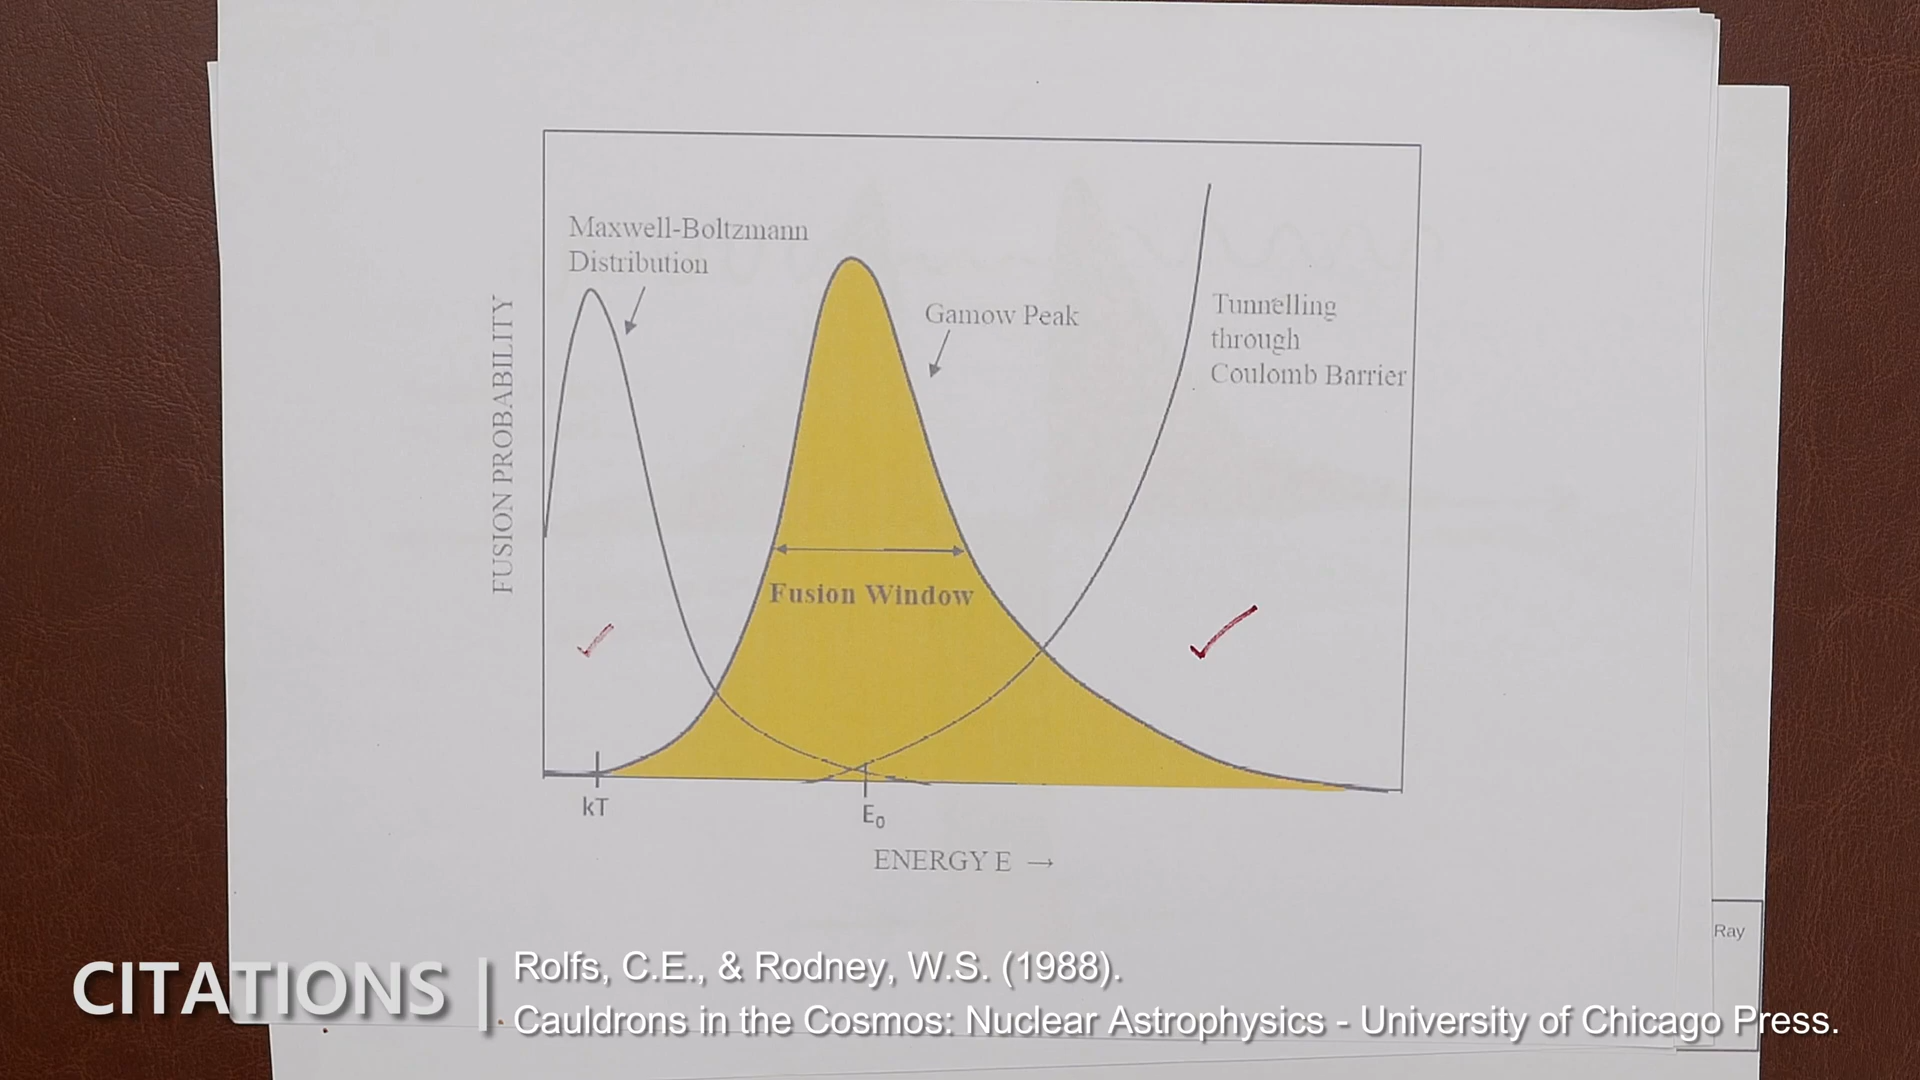 Maxwell-Boltzmann
Distribution
Gamow Peak
Tunnelling
through
Coulomb Barrier
FUSION PROBABILITY
Fusion Window
kT
E₀
ENERGY E →
Ray
CITATIONS
Rolfs, C.E., & Rodney, W.S. (1988).
Cauldrons in the Cosmos: Nuclear Astrophysics - University of Chicago Press.